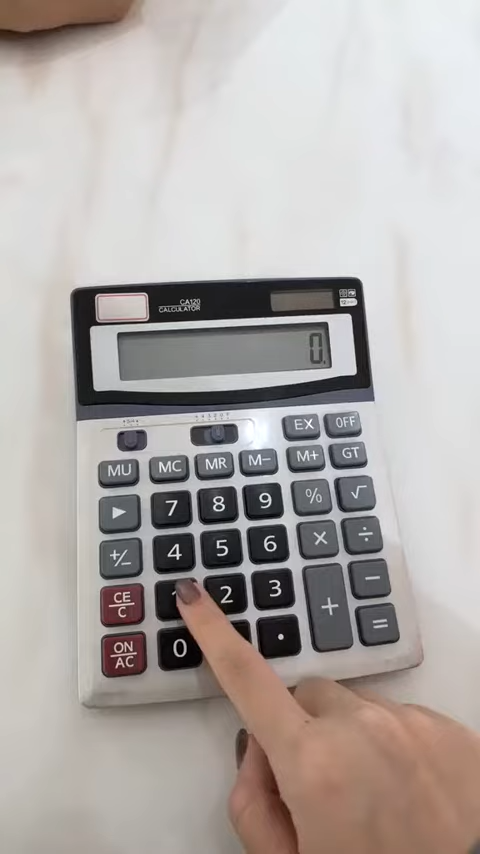 CA120
CALCULATOR
0.
EX OFF
MU MC MR M− M+ GT
▶ 7 8 9 % √
+/− 4 5 6 × ÷
CE/C 1 2 3 + −
ON/AC 0 • =